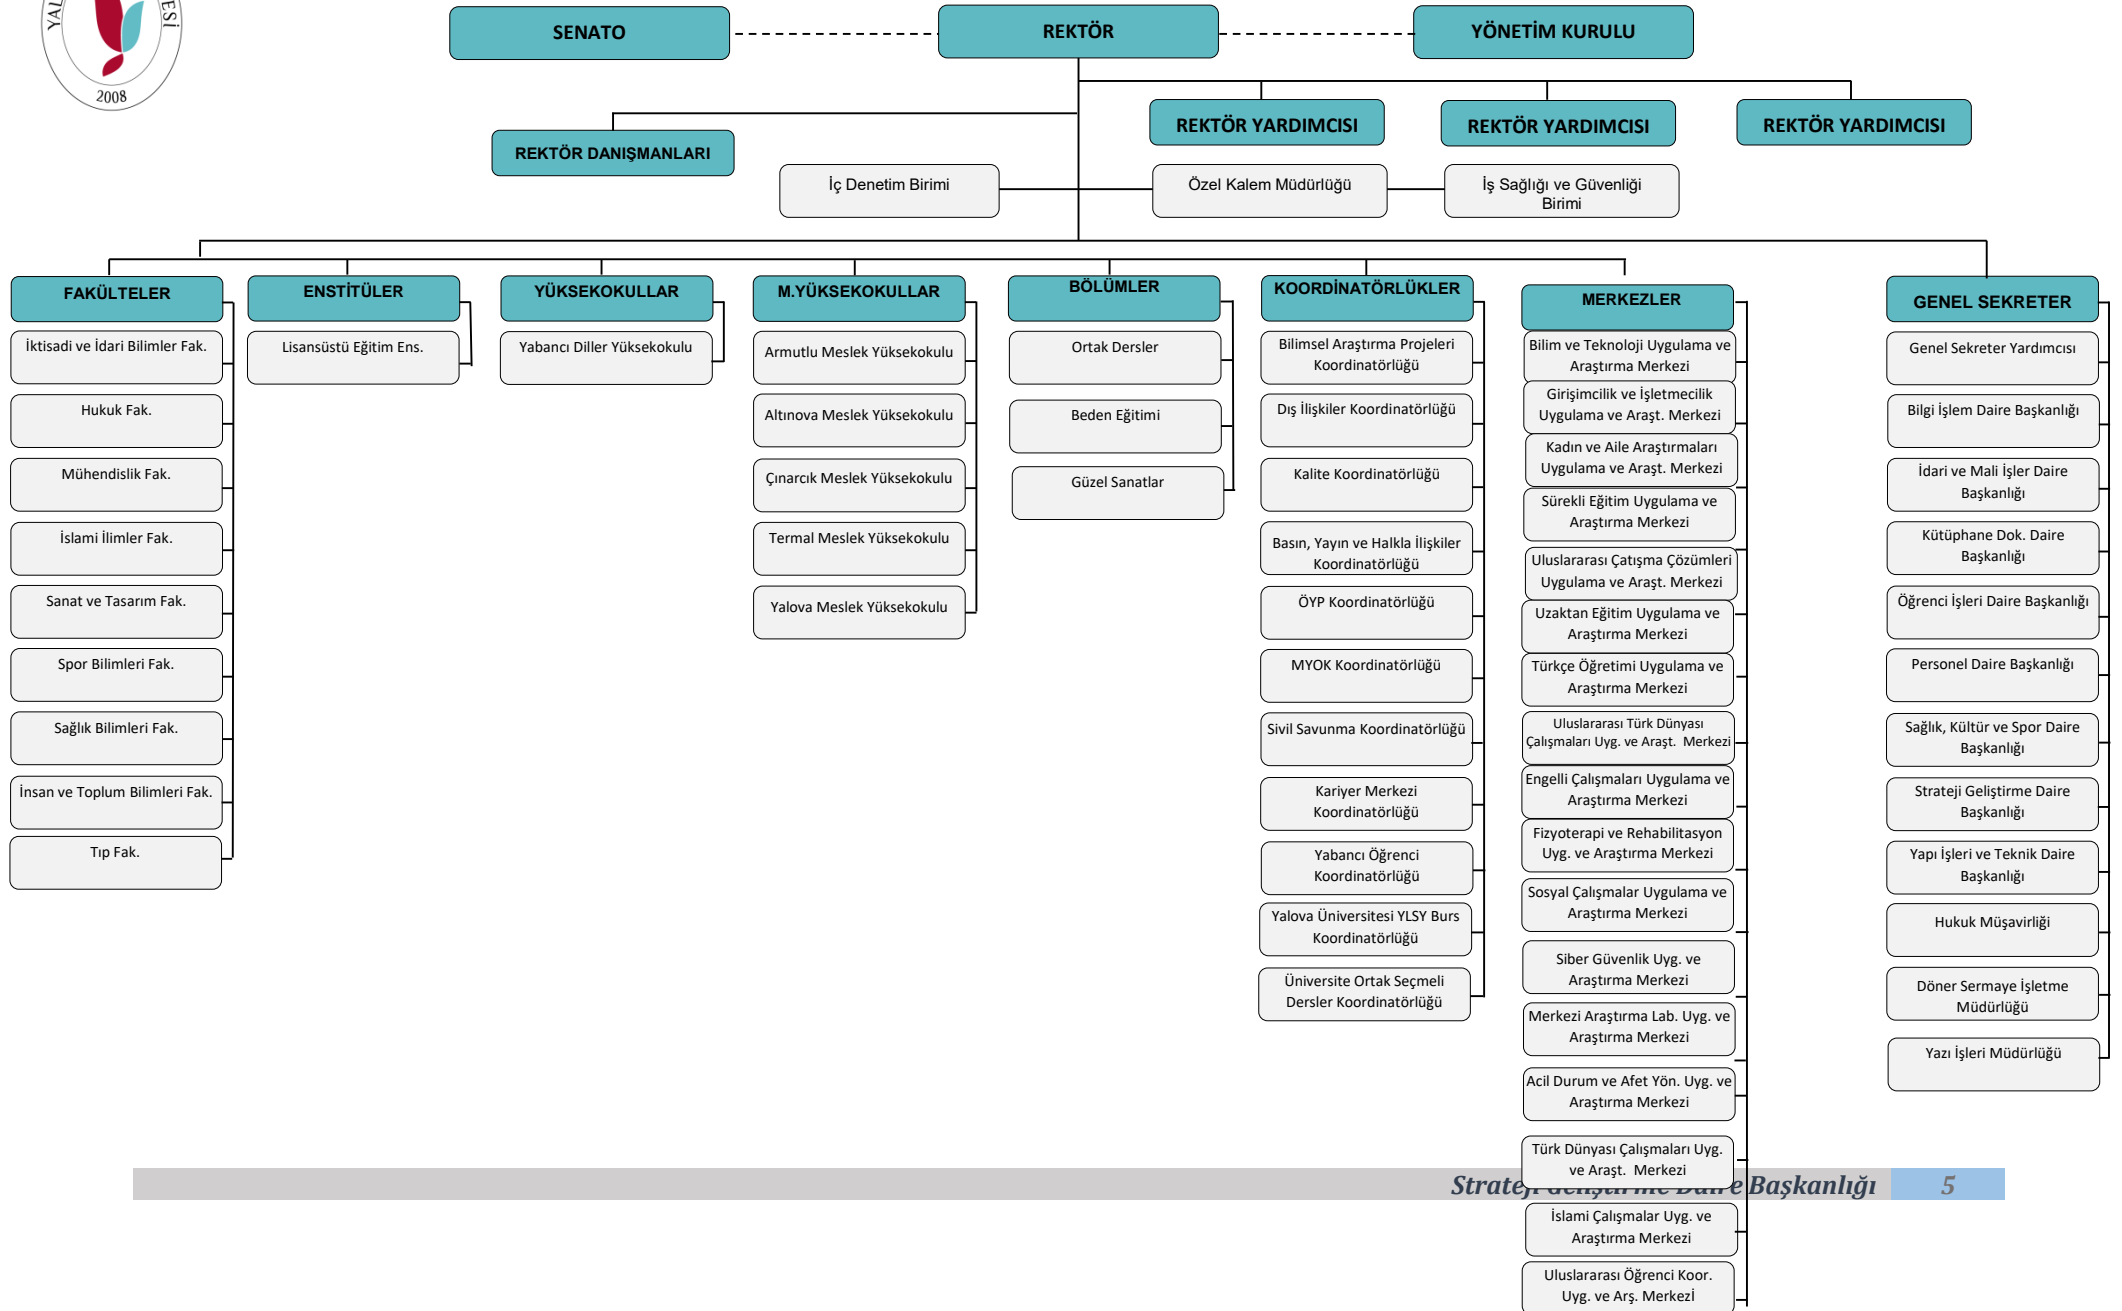 YAL
ESİ
2008
SENATO
REKTÖR
YÖNETİM KURULU
REKTÖR YARDIMCISI
REKTÖR YARDIMCISI
REKTÖR YARDIMCISI
REKTÖR DANIŞMANLARI
İç Denetim Birimi
Özel Kalem Müdürlüğü
İş Sağlığı ve Güvenliği
Birimi
FAKÜLTELER
İktisadi ve İdari Bilimler Fak.
Hukuk Fak.
Mühendislik Fak.
İslami İlimler Fak.
Sanat ve Tasarım Fak.
Spor Bilimleri Fak.
Sağlık Bilimleri Fak.
İnsan ve Toplum Bilimleri Fak.
Tıp Fak.
ENSTİTÜLER
Lisansüstü Eğitim Ens.
YÜKSEKOKULLAR
Yabancı Diller Yüksekokulu
M.YÜKSEKOKULLAR
Armutlu Meslek Yüksekokulu
Altınova Meslek Yüksekokulu
Çınarcık Meslek Yüksekokulu
Termal Meslek Yüksekokulu
Yalova Meslek Yüksekokulu
BÖLÜMLER
Ortak Dersler
Beden Eğitimi
Güzel Sanatlar
KOORDİNATÖRLÜKLER
Bilimsel Araştırma Projeleri
Koordinatörlüğü
Dış İlişkiler Koordinatörlüğü
Kalite Koordinatörlüğü
Basın, Yayın ve Halkla İlişkiler
Koordinatörlüğü
ÖYP Koordinatörlüğü
MYOK Koordinatörlüğü
Sivil Savunma Koordinatörlüğü
Kariyer Merkezi
Koordinatörlüğü
Yabancı Öğrenci
Koordinatörlüğü
Yalova Üniversitesi YLSY Burs
Koordinatörlüğü
Üniversite Ortak Seçmeli
Dersler Koordinatörlüğü
MERKEZLER
Bilim ve Teknoloji Uygulama ve
Araştırma Merkezi
Girişimcilik ve İşletmecilik
Uygulama ve Araşt. Merkezi
Kadın ve Aile Araştırmaları
Uygulama ve Araşt. Merkezi
Sürekli Eğitim Uygulama ve
Araştırma Merkezi
Uluslararası Çatışma Çözümleri
Uygulama ve Araşt. Merkezi
Uzaktan Eğitim Uygulama ve
Araştırma Merkezi
Türkçe Öğretimi Uygulama ve
Araştırma Merkezi
Uluslararası Türk Dünyası
Çalışmaları Uyg. ve Araşt. Merkezi
Engelli Çalışmaları Uygulama ve
Araştırma Merkezi
Fizyoterapi ve Rehabilitasyon
Uyg. ve Araştırma Merkezi
Sosyal Çalışmalar Uygulama ve
Araştırma Merkezi
Siber Güvenlik Uyg. ve
Araştırma Merkezi
Merkezi Araştırma Lab. Uyg. ve
Araştırma Merkezi
Acil Durum ve Afet Yön. Uyg. ve
Araştırma Merkezi
Türk Dünyası Çalışmaları Uyg.
ve Araşt. Merkezi
İslami Çalışmalar Uyg. ve
Araştırma Merkezi
Uluslararası Öğrenci Koor.
Uyg. ve Arş. Merkezİ
GENEL SEKRETER
Genel Sekreter Yardımcısı
Bilgi İşlem Daire Başkanlığı
İdari ve Mali İşler Daire
Başkanlığı
Kütüphane Dok. Daire
Başkanlığı
Öğrenci İşleri Daire Başkanlığı
Personel Daire Başkanlığı
Sağlık, Kültür ve Spor Daire
Başkanlığı
Strateji Geliştirme Daire
Başkanlığı
Yapı İşleri ve Teknik Daire
Başkanlığı
Hukuk Müşavirliği
Döner Sermaye İşletme
Müdürlüğü
Yazı İşleri Müdürlüğü
Strateji Geliştirme Daire Başkanlığı 5